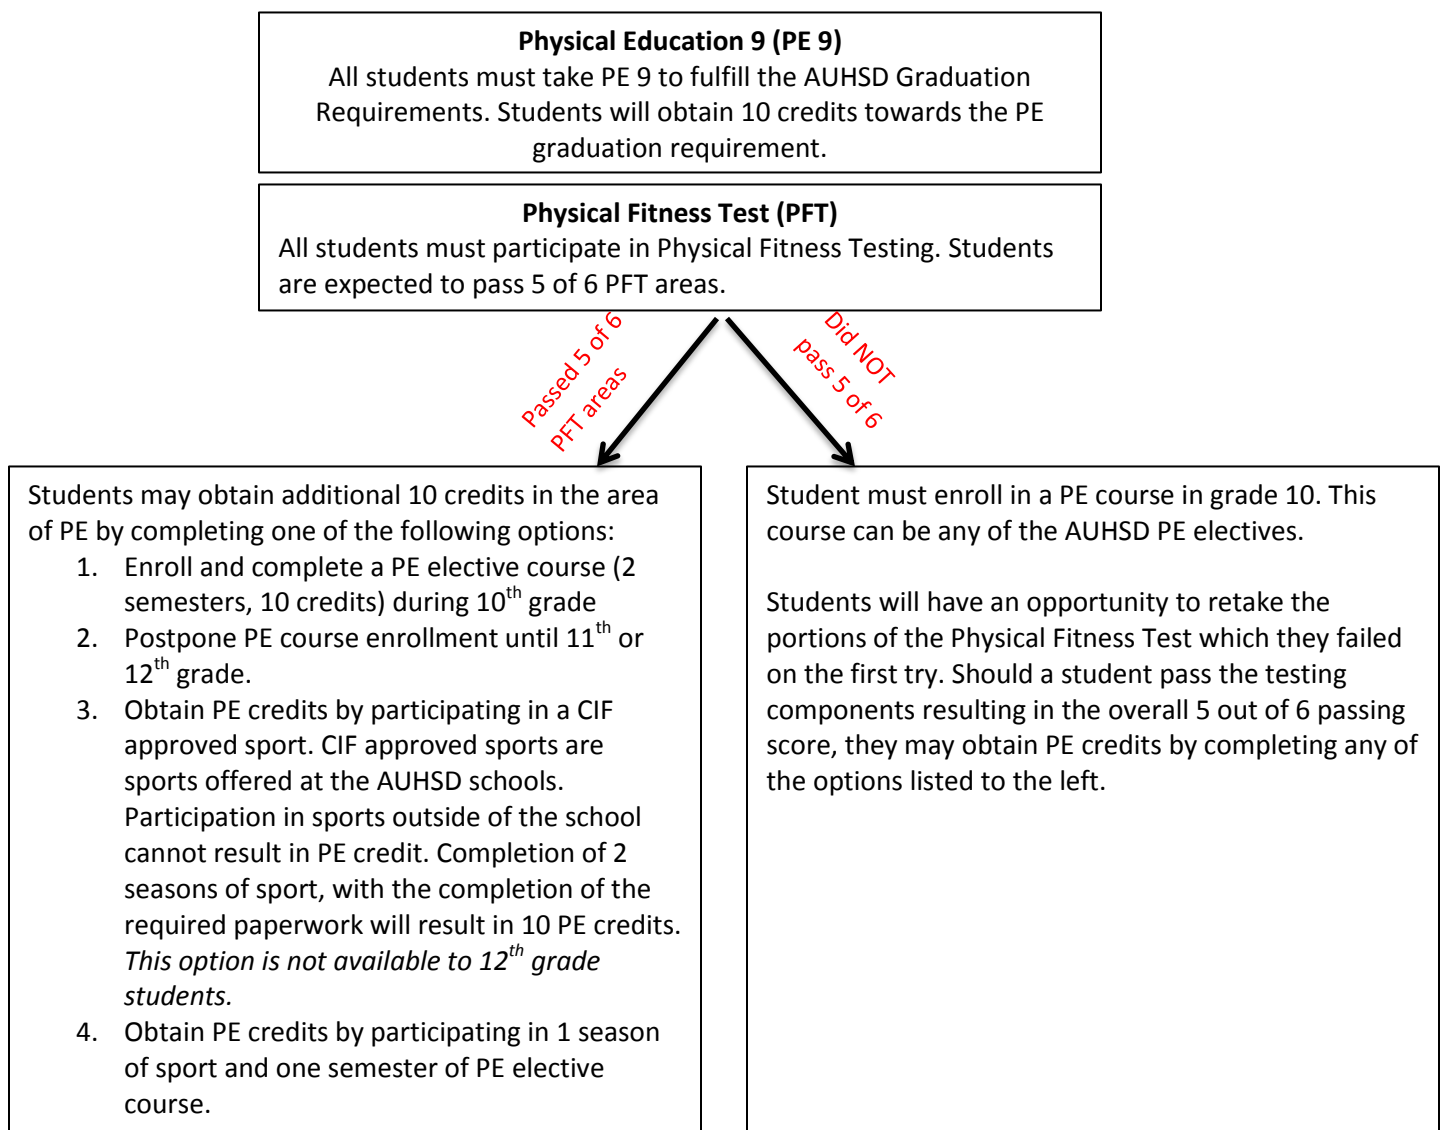 Physical Education 9 (PE 9)
All students must take PE 9 to fulfill the AUHSD Graduation
Requirements. Students will obtain 10 credits towards the PE
graduation requirement.
Physical Fitness Test (PFT)
All students must participate in Physical Fitness Testing. Students
are expected to pass 5 of 6 PFT areas.
Passed 5 of 6
PFT areas
Did NOT
pass 5 of 6
Students may obtain additional 10 credits in the area
of PE by completing one of the following options:
1. Enroll and complete a PE elective course (2
semesters, 10 credits) during 10th grade
2. Postpone PE course enrollment until 11th or
12th grade.
3. Obtain PE credits by participating in a CIF
approved sport. CIF approved sports are
sports offered at the AUHSD schools.
Participation in sports outside of the school
cannot result in PE credit. Completion of 2
seasons of sport, with the completion of the
required paperwork will result in 10 PE credits.
This option is not available to 12th grade
students.
4. Obtain PE credits by participating in 1 season
of sport and one semester of PE elective
course.
Student must enroll in a PE course in grade 10. This
course can be any of the AUHSD PE electives.
Students will have an opportunity to retake the
portions of the Physical Fitness Test which they failed
on the first try. Should a student pass the testing
components resulting in the overall 5 out of 6 passing
score, they may obtain PE credits by completing any of
the options listed to the left.